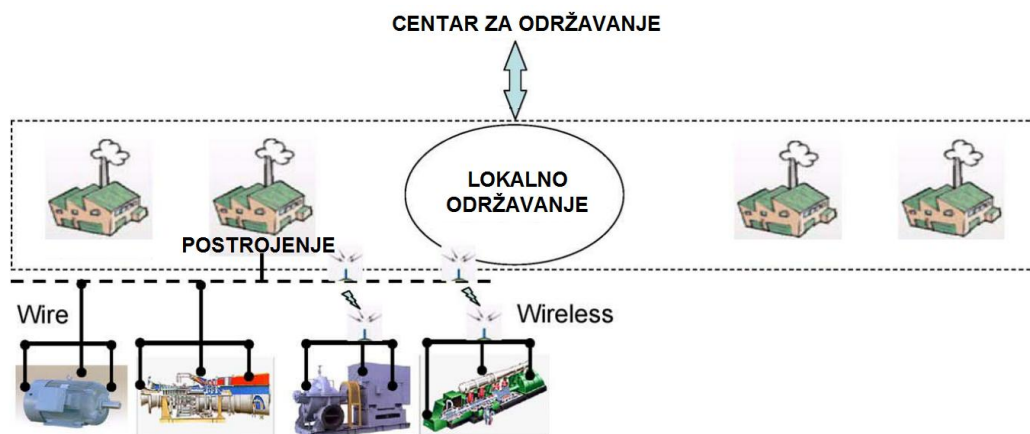 CENTAR ZA ODRŽAVANJE
LOKALNO
ODRŽAVANJE
POSTROJENJE
Wire
Wireless